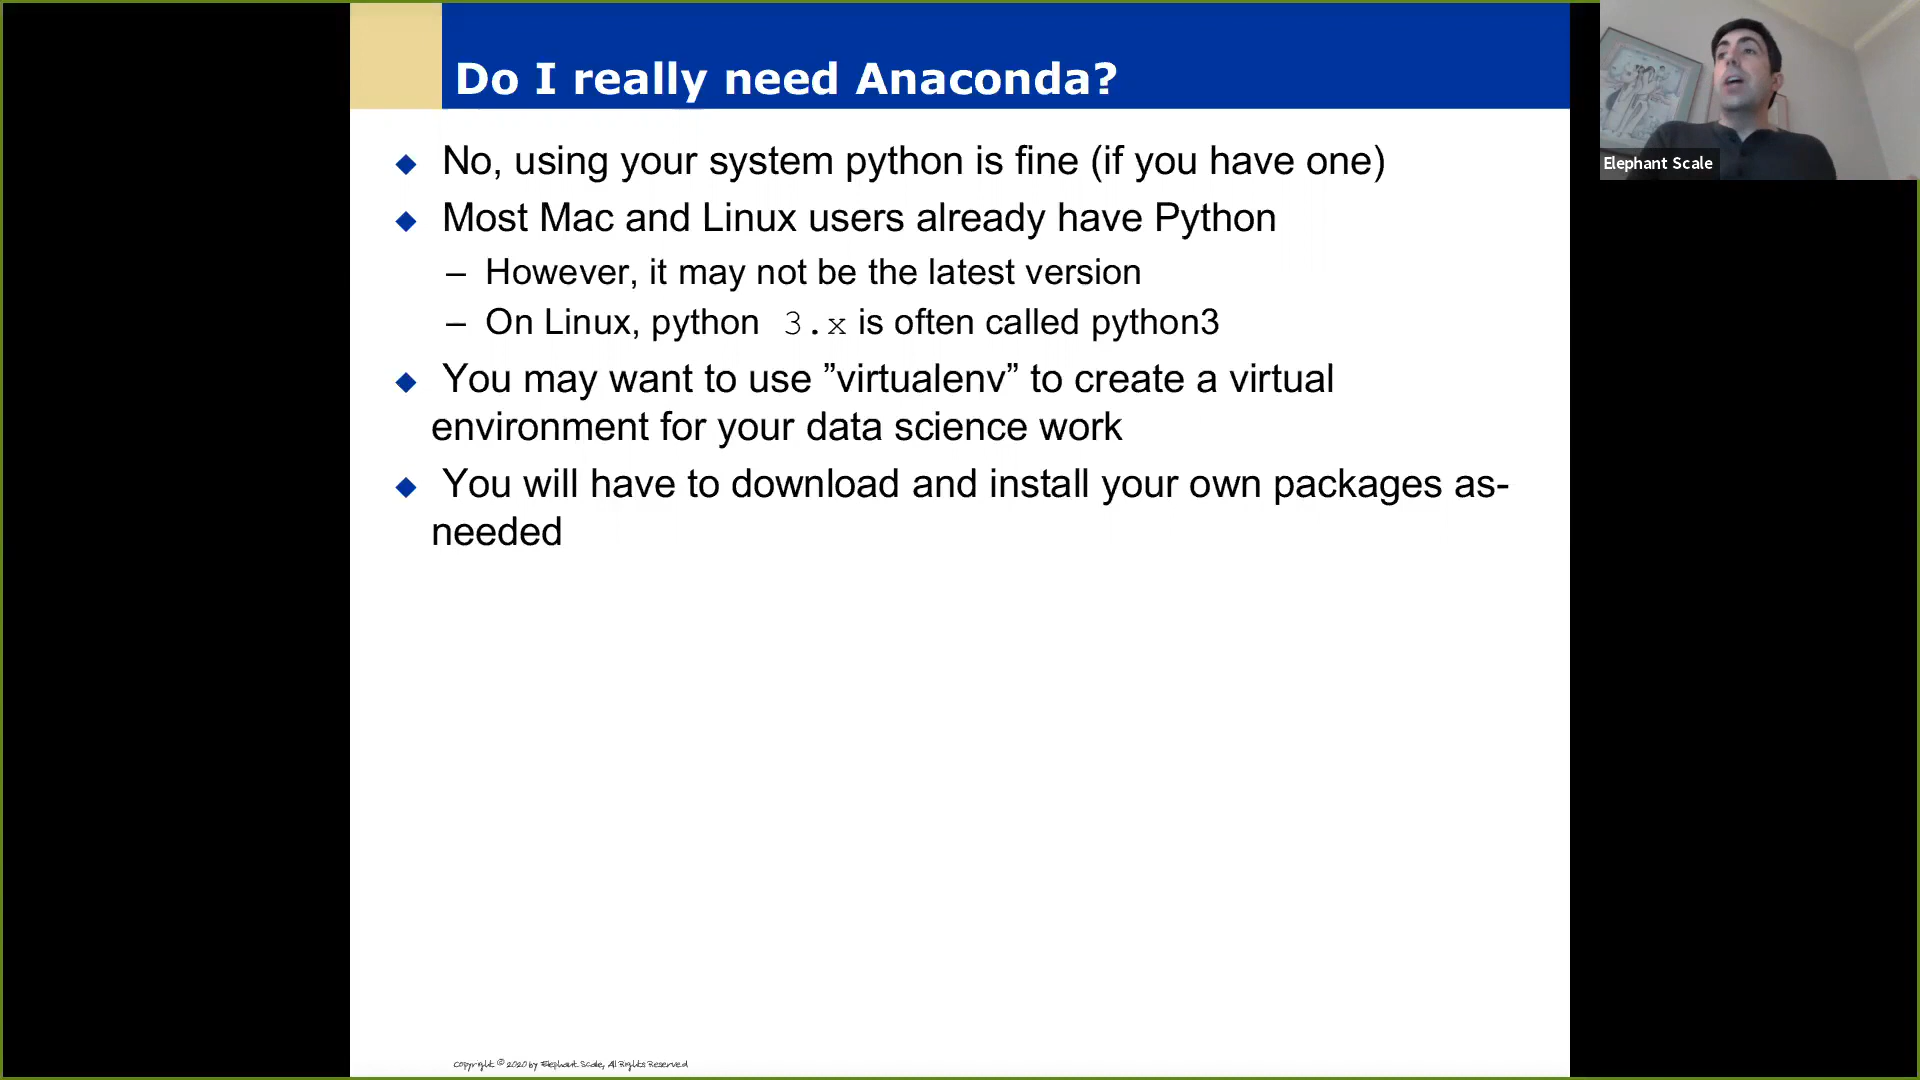 Do I really need Anaconda?
No, using your system python is fine (if you have one)
Most Mac and Linux users already have Python
– However, it may not be the latest version
– On Linux, python 3.x is often called python3
You may want to use ”virtualenv” to create a virtual
environment for your data science work
You will have to download and install your own packages as-
needed
Elephant Scale
Copyright © 2020 by Elephant Scale, All Rights Reserved